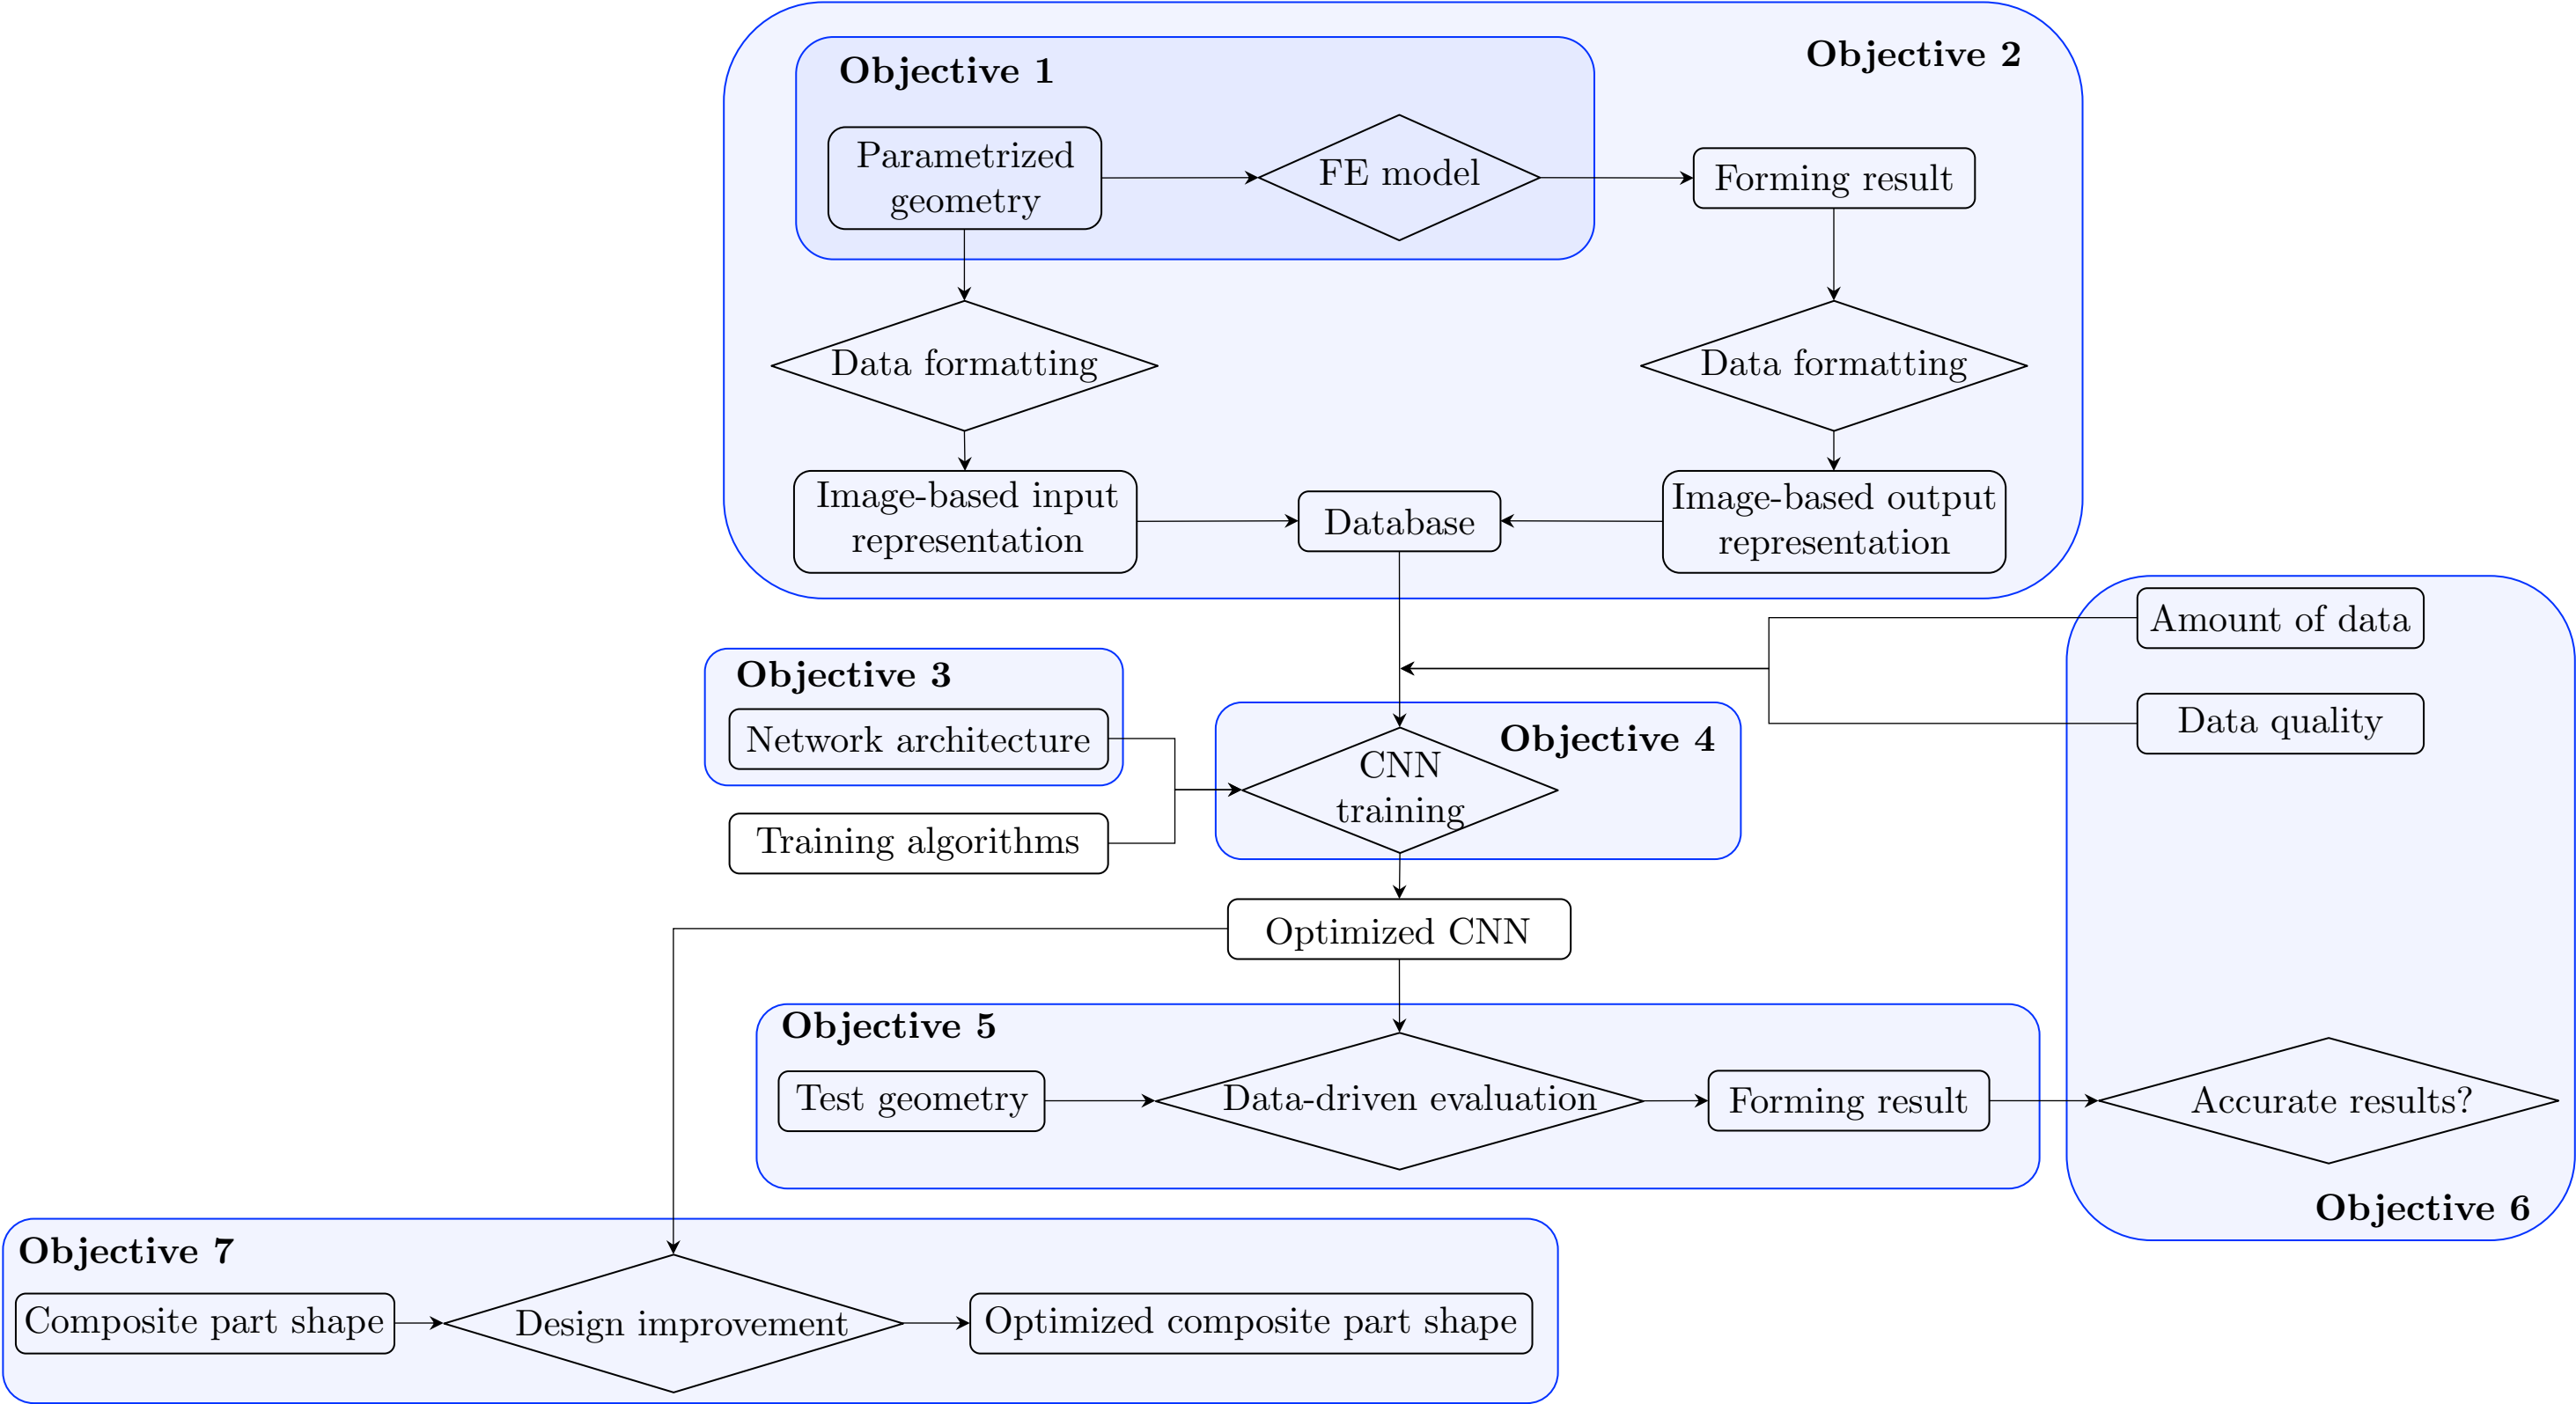 Objective 2
Objective 1
Parametrized
geometry
FE model
Forming result
Data formatting
Data formatting
Image-based input
representation
Database
Image-based output
representation
Amount of data
Data quality
Objective 3
Network architecture
Training algorithms
Objective 4
CNN
training
Optimized CNN
Objective 5
Test geometry
Data-driven evaluation
Forming result
Accurate results?
Objective 6
Objective 7
Composite part shape
Design improvement
Optimized composite part shape